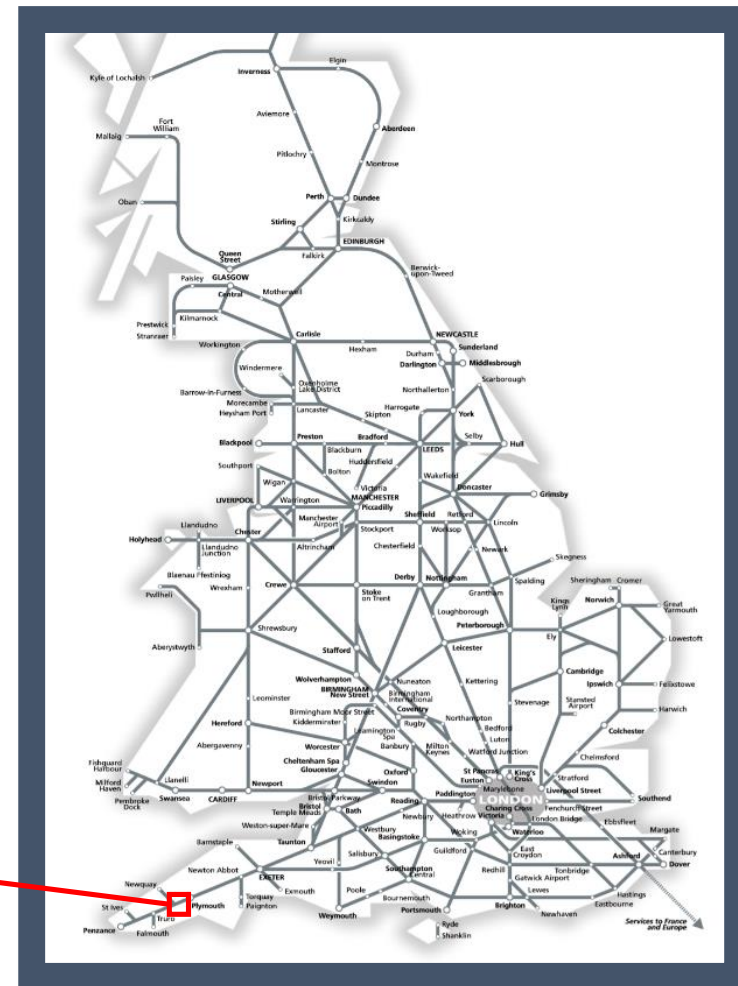 Elgin
Inverness
Kyle of Lochalsh
Aviemore
Fort
William
Aberdeen
Mallaig
Pitlochry
Montrose
Perth
Dundee
Oban
Stirling
Kirkcaldy
EDINBURGH
Queen
Street
Falkirk
Berwick-
upon-Tweed
Paisley
GLASGOW
Central
Motherwell
Kilmarnock
Prestwick
Stranraer
Carlisle
NEWCASTLE
Workington
Hexham
Sunderland
Durham
Darlington
Middlesbrough
Windermere
Oxenholme
Lake District
Scarborough
Barrow-in-Furness
Northallerton
Morecambe
Heysham Port
Lancaster
Harrogate
York
Skipton
Preston
Bradford
Selby
Blackpool
Blackburn
LEEDS
Hull
Huddersfield
Southport
Bolton
Wakefield
Wigan
Victoria
Doncaster
MANCHESTER
Piccadilly
Grimsby
LIVERPOOL
Warrington
Manchester
Airport
Sheffield
Retford
Llandudno
Stockport
Worksop
Lincoln
Chester
Holyhead
Llandudno
Junction
Altrincham
Chesterfield
Newark
Skegness
Blaenau Ffestiniog
Wrexham
Crewe
Derby
Nottingham
Spalding
Sheringham
Cromer
Pwllheli
Stoke
on Trent
Grantham
Kings
Lynn
Norwich
Great
Yarmouth
Loughborough
Shrewsbury
Peterborough
Ely
Lowestoft
Aberystwyth
Stafford
Leicester
Wolverhampton
Cambridge
BIRMINGHAM
New Street
Nuneaton
Kettering
Ipswich
Felixstowe
Birmingham
International
Leominster
Stevenage
Stansted
Airport
Birmingham Moor Street
Coventry
Harwich
Kidderminster
Rugby
Northampton
Hereford
Leamington
Spa
Bedford
Colchester
Abergavenny
Worcester
Banbury
Milton
Keynes
Luton
Watford Junction
Chelmsford
Cheltenham Spa
Fishguard
Harbour
Gloucester
Oxford
St Pancras
King's
Cross
Llanelli
Swindon
Euston
Stratford
Milford
Haven
Newport
Paddington
Marylebone
Liverpool Street
Pembroke
Dock
Swansea
CARDIFF
Bristol Parkway
Reading
LONDON
Southend
Bristol
Temple Meads
Bath
Charing Cross
Fenchurch Street
Newbury
Heathrow
Victoria
London Bridge
Ebbsfleet
Weston-super-Mare
Westbury
Basingstoke
Woking
Waterloo
Margate
Barnstaple
Taunton
Salisbury
Guildford
East
Croydon
Canterbury
Yeovil
Ashford
Dover
Newton Abbot
EXETER
Southampton
Central
Redhill
Tonbridge
Gatwick Airport
Newquay
Exmouth
Poole
Lewes
Hastings
Torquay
Paignton
Bournemouth
Eastbourne
St Ives
Plymouth
Weymouth
Portsmouth
Brighton
Newhaven
Truro
Ryde
Services to France
and Europe
Penzance
Falmouth
Shanklin